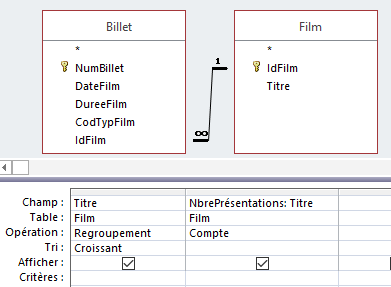 Billet
*
NumBillet
DateFilm
DureeFilm
CodTypFilm
IdFilm
1
∞
Film
*
IdFilm
Titre
Champ : Titre NbrePrésentations: Titre
Table : Film Film
Opération : Regroupement Compte
Tri : Croissant
Afficher :
Critères :